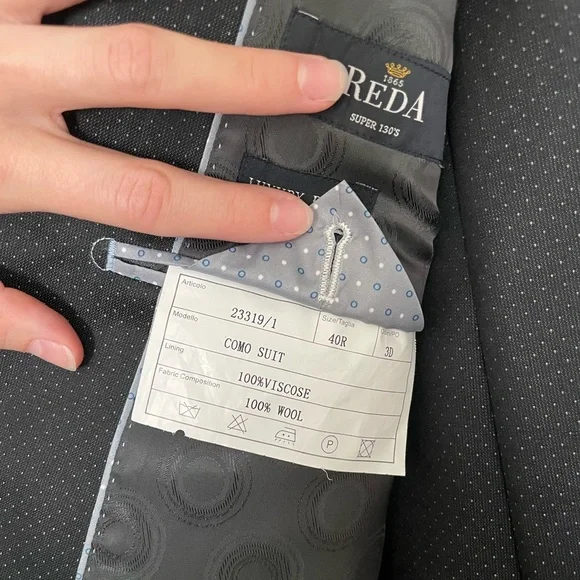 1865
REDA
SUPER 130'S
LUXURY
Articolo
23319/1
Size/Taglia
40R
3D
Modello
COMO SUIT
Lining
100%VISCOSE
Fabric Composition
100% WOOL
P